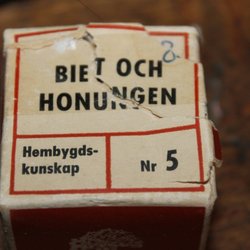 BIET OCH
HONUNGEN
Hembygds-
kunskap
Nr 5